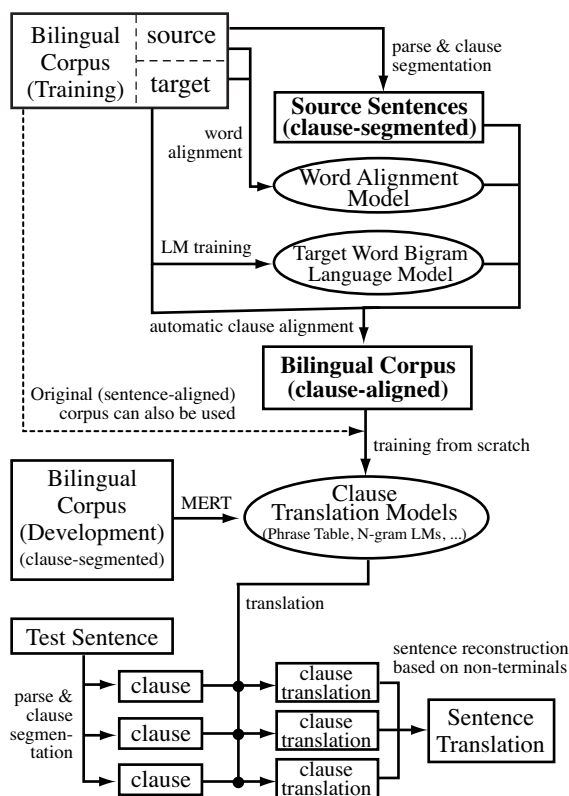 Bilingual
Corpus
(Training)
source
target
parse & clause
segmentation
Source Sentences
(clause-segmented)
word
alignment
Word Alignment
Model
LM training
Target Word Bigram
Language Model
automatic clause alignment
Bilingual Corpus
(clause-aligned)
Original (sentence-aligned)
corpus can also be used
training from scratch
Bilingual
Corpus
(Development)
(clause-segmented)
MERT
Clause
Translation Models
(Phrase Table, N-gram LMs, ...)
translation
Test Sentence
sentence reconstruction
based on non-terminals
parse &
clause
segmen-
tation
clause
clause
translation
clause
clause
translation
clause
clause
translation
Sentence
Translation